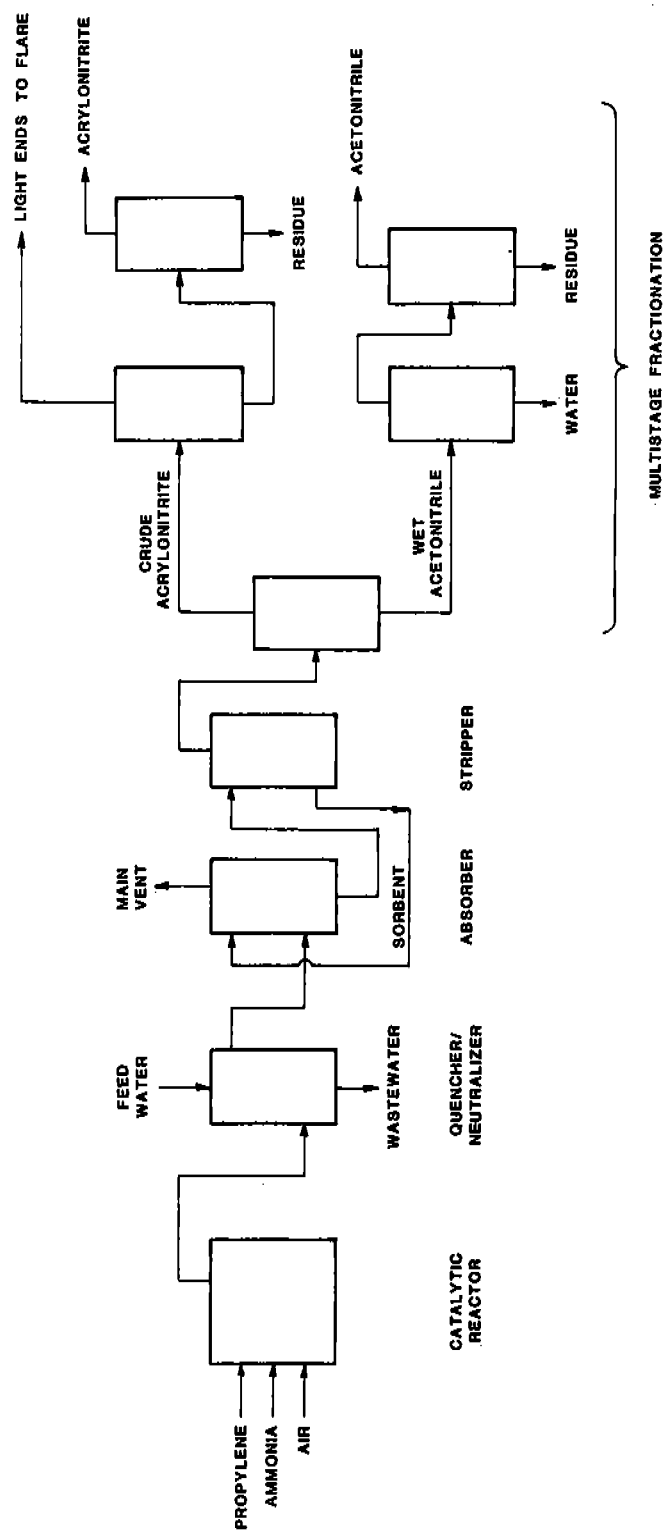 PROPYLENE
AMMONIA
AIR
CATALYTIC
REACTOR
FEED
WATER
WASTEWATER
QUENCHER/
NEUTRALIZER
MAIN
VENT
SORBENT
ABSORBER
STRIPPER
CRUDE
ACRYLONITRITE
WET
ACETONITRILE
LIGHT ENDS TO FLARE
ACRYLONITRITE
RESIDUE
ACETONITRILE
WATER
RESIDUE
MULTISTAGE FRACTIONATION